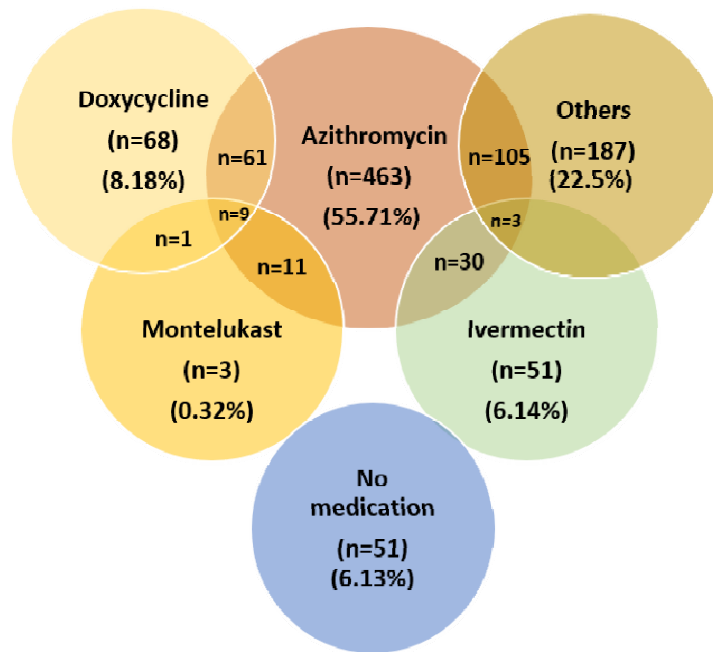 Doxycycline
(n=68)
(8.18%)
n=61
Azithromycin
(n=463)
(55.71%)
n=105
Others
(n=187)
(22.5%)
n=9
n=1
n=11
n=3
n=30
Montelukast
(n=3)
(0.32%)
Ivermectin
(n=51)
(6.14%)
No
medication
(n=51)
(6.13%)